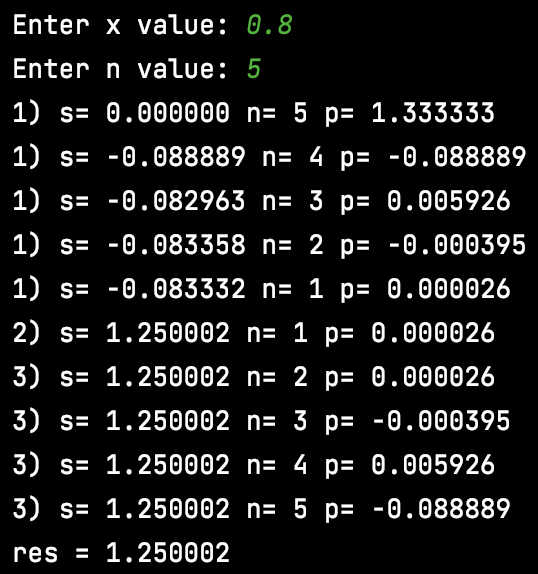 Enter x value: 0.8
Enter n value: 5
1) s= 0.000000 n= 5 p= 1.333333
1) s= -0.088889 n= 4 p= -0.088889
1) s= -0.082963 n= 3 p= 0.005926
1) s= -0.083358 n= 2 p= -0.000395
1) s= -0.083332 n= 1 p= 0.000026
2) s= 1.250002 n= 1 p= 0.000026
3) s= 1.250002 n= 2 p= 0.000026
3) s= 1.250002 n= 3 p= -0.000395
3) s= 1.250002 n= 4 p= 0.005926
3) s= 1.250002 n= 5 p= -0.088889
res = 1.250002